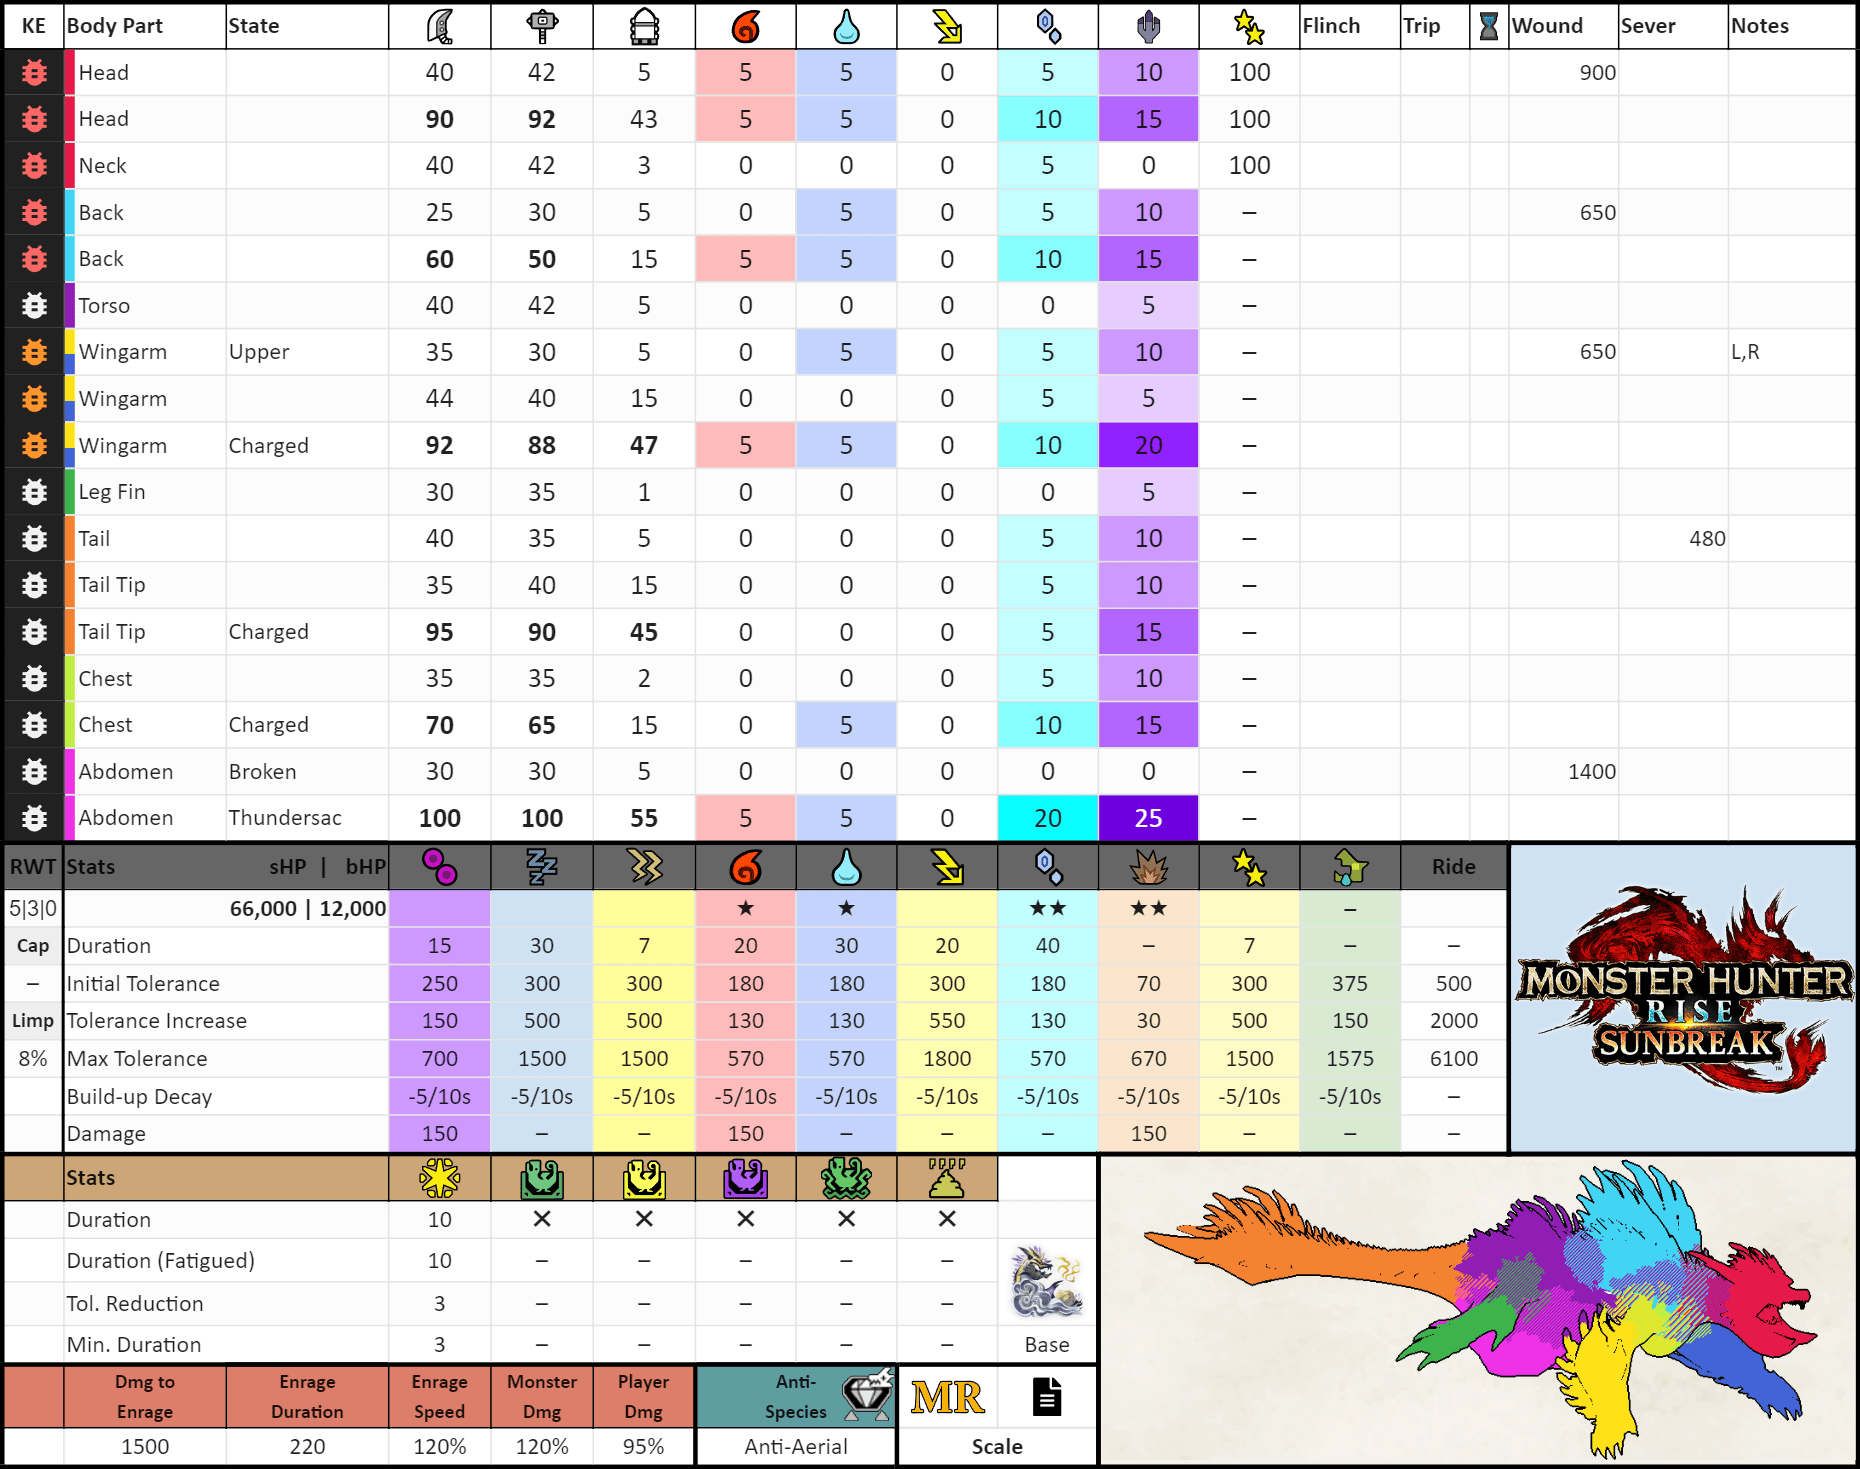 KE Body Part State Flinch Trip Wound Sever Notes
Head 40 42 5 5 5 0 5 10 100 900
Head 90 92 43 5 5 0 10 15 100
Neck 40 42 3 0 0 0 5 0 100
Back 25 30 5 0 5 0 5 10 – 650
Back 60 50 15 5 5 0 10 15 –
Torso 40 42 5 0 0 0 0 5 –
Wingarm Upper 35 30 5 0 5 0 5 10 – 650 L,R
Wingarm 44 40 15 0 0 0 5 5 –
Wingarm Charged 92 88 47 5 5 0 10 20 –
Leg Fin 30 35 1 0 0 0 0 5 –
Tail 40 35 5 0 0 0 5 10 – 480
Tail Tip 35 40 15 0 0 0 5 10 –
Tail Tip Charged 95 90 45 0 0 0 5 15 –
Chest 35 35 2 0 0 0 5 10 –
Chest Charged 70 65 15 0 5 0 10 15 –
Abdomen Broken 30 30 5 0 0 0 0 0 – 1400
Abdomen Thundersac 100 100 55 5 5 0 20 25 –
RWT Stats sHP | bHP Ride
5|3|0 66,000 | 12,000 ★ ★ ★★ ★★ –
Cap Duration 15 30 7 20 30 20 40 – 7 – –
– Initial Tolerance 250 300 300 180 180 300 180 70 300 375 500
Limp Tolerance Increase 150 500 500 130 130 550 130 30 500 150 2000
8% Max Tolerance 700 1500 1500 570 570 1800 570 670 1500 1575 6100
Build-up Decay -5/10s -5/10s -5/10s -5/10s -5/10s -5/10s -5/10s -5/10s -5/10s -5/10s –
Damage 150 – – 150 – – – 150 – – –
MONSTER HUNTER
RISE
SUNBREAK
TM
Stats
Duration 10 ✕ ✕ ✕ ✕ ✕
Duration (Fatigued) 10 – – – – –
Tol. Reduction 3 – – – – –
Min. Duration 3 – – – – – Base
Dmg to Enrage Enrage Monster Player Anti-
Enrage Duration Speed Dmg Dmg Species MR
1500 220 120% 120% 95% Anti-Aerial Scale